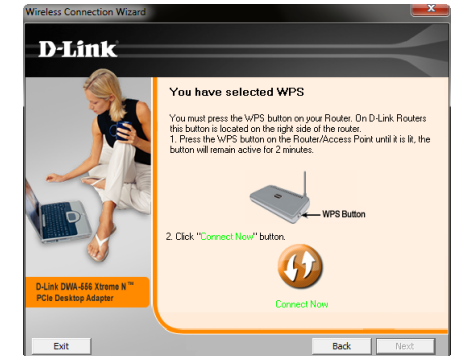 Wireless Connection Wizard
D-Link
You have selected WPS
You must press the WPS button on your Router. On D-Link Routers
this button is located on the right side of the router.
1. Press the WPS button on the Router/Access Point until it is lit, the
button will remain active for 2 minutes.
WPS Button
2. Click "Connect Now" button.
Connect Now
D-Link DWA-556 Xtreme N™
PCIe Desktop Adapter
Exit
Back
Next